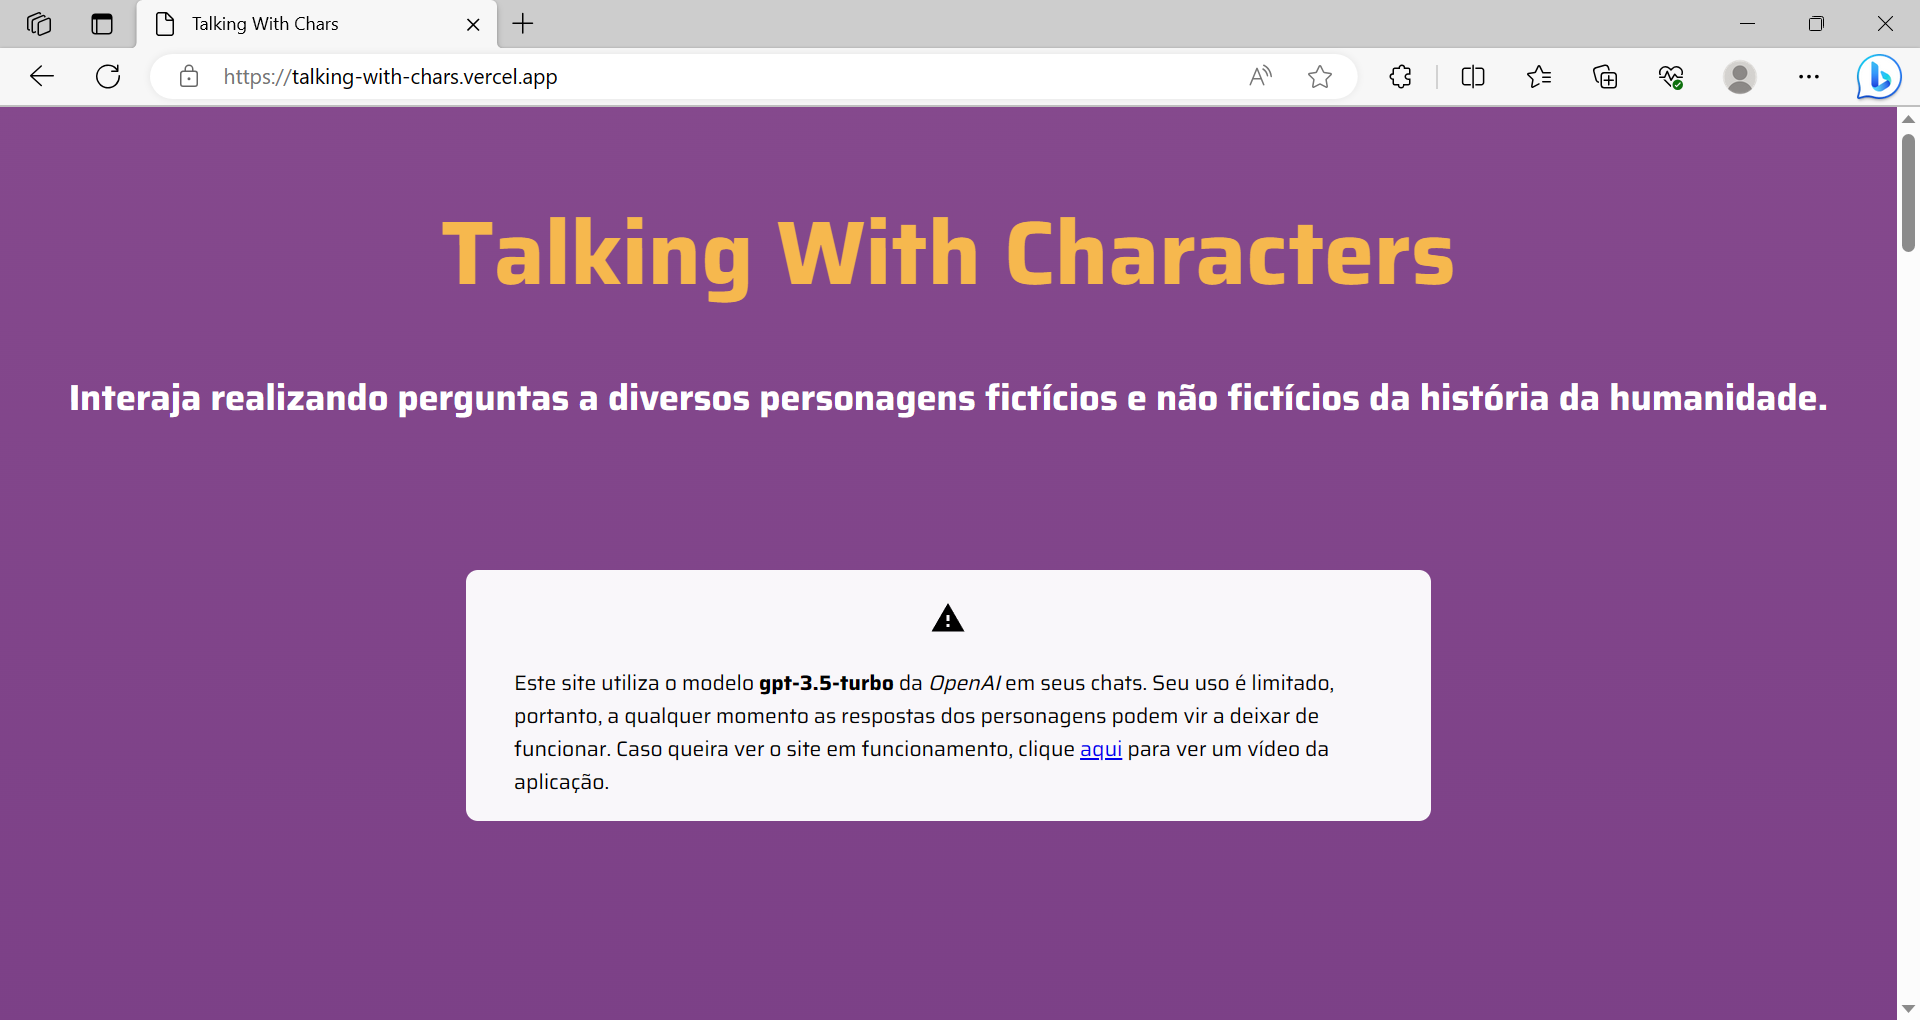 Talking With Chars
https://talking-with-chars.vercel.app
Talking With Characters
Interaja realizando perguntas a diversos personagens fictícios e não fictícios da história da humanidade.
Este site utiliza o modelo gpt-3.5-turbo da OpenAI em seus chats. Seu uso é limitado,
portanto, a qualquer momento as respostas dos personagens podem vir a deixar de
funcionar. Caso queira ver o site em funcionamento, clique aqui para ver um vídeo da
aplicação.